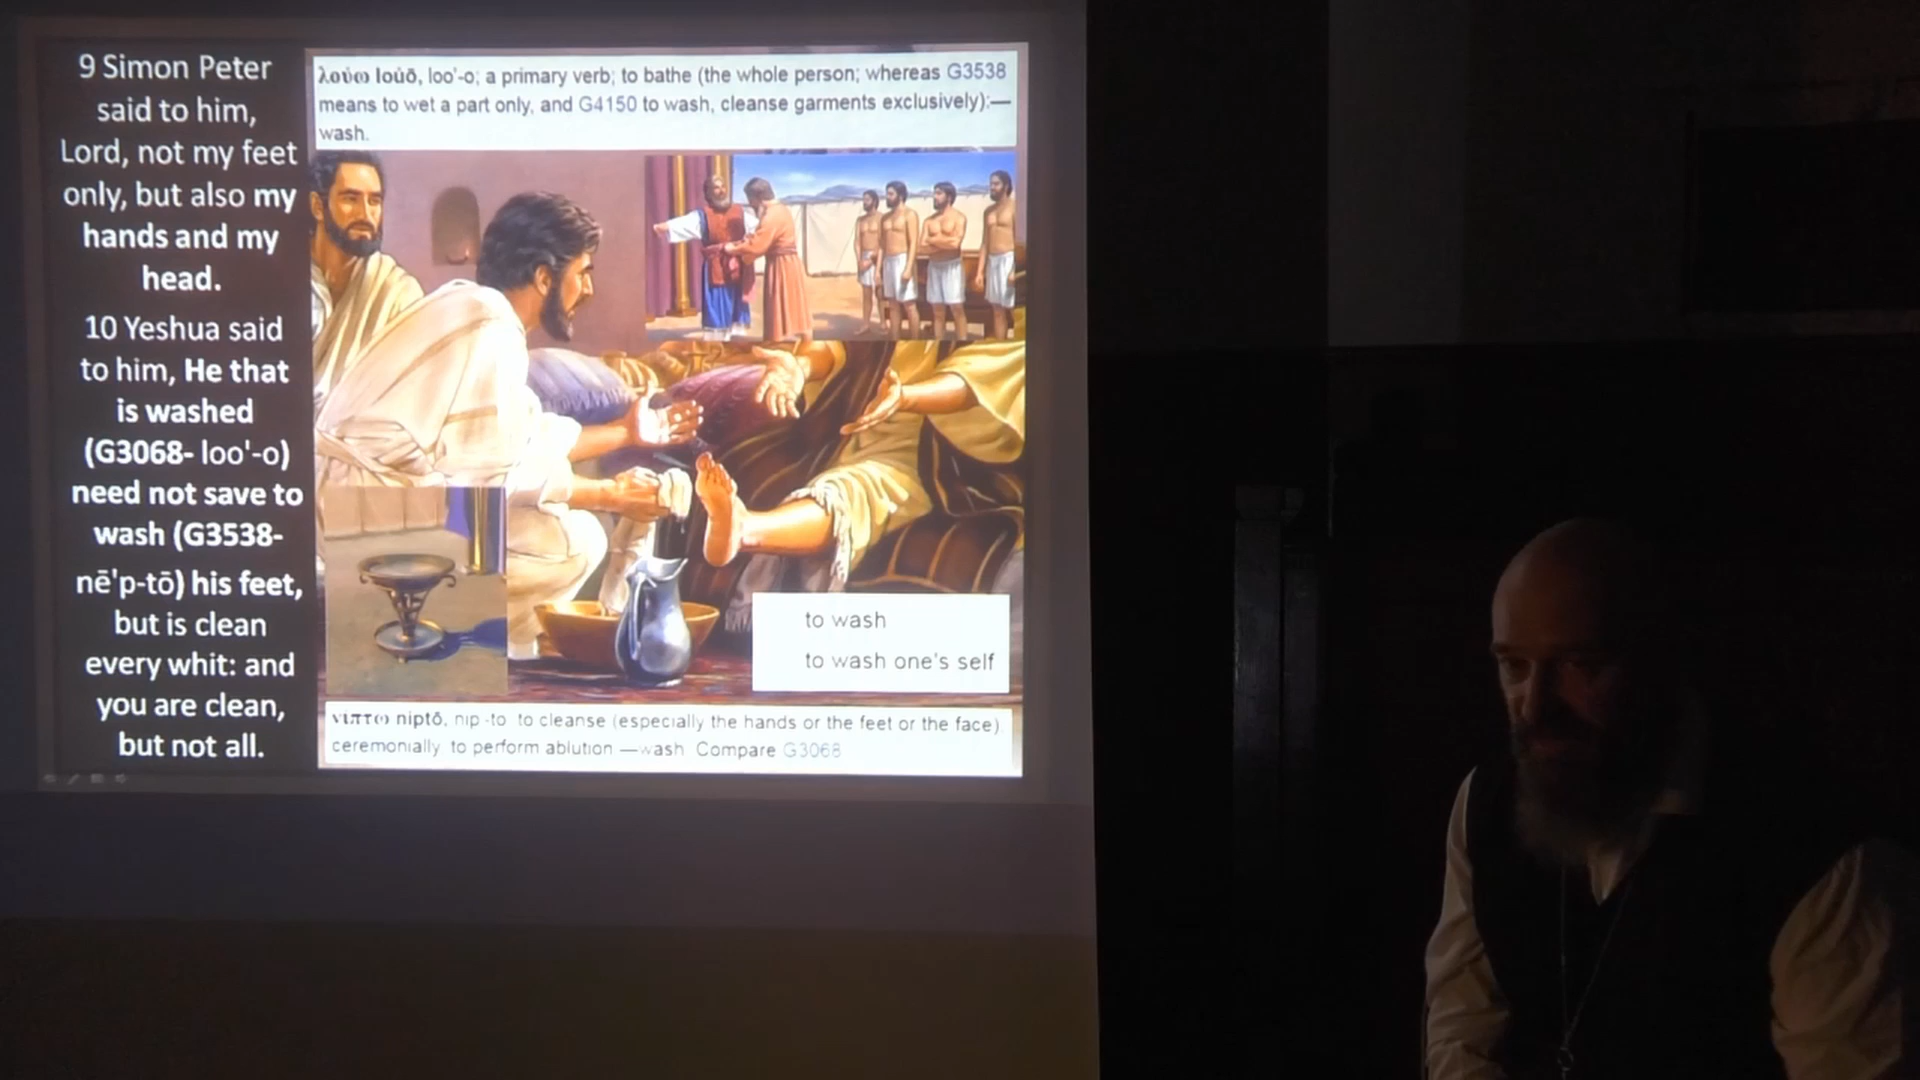 9 Simon Peter
said to him,
Lord, not my feet
only, but also my
hands and my
head.
10 Yeshua said
to him, He that
is washed
(G3068- loo'-o)
need not save to
wash (G3538-
nē'p-tō) his feet,
but is clean
every whit: and
you are clean,
but not all.
λούω loúō, loo'-o; a primary verb; to bathe (the whole person; whereas G3538
means to wet a part only, and G4150 to wash, cleanse garments exclusively):—
wash.
to wash
to wash one's self
νιπτω niptō, nip -to to cleanse (especially the hands or the feet or the face)
ceremonially to perform ablution —wash Compare G3068